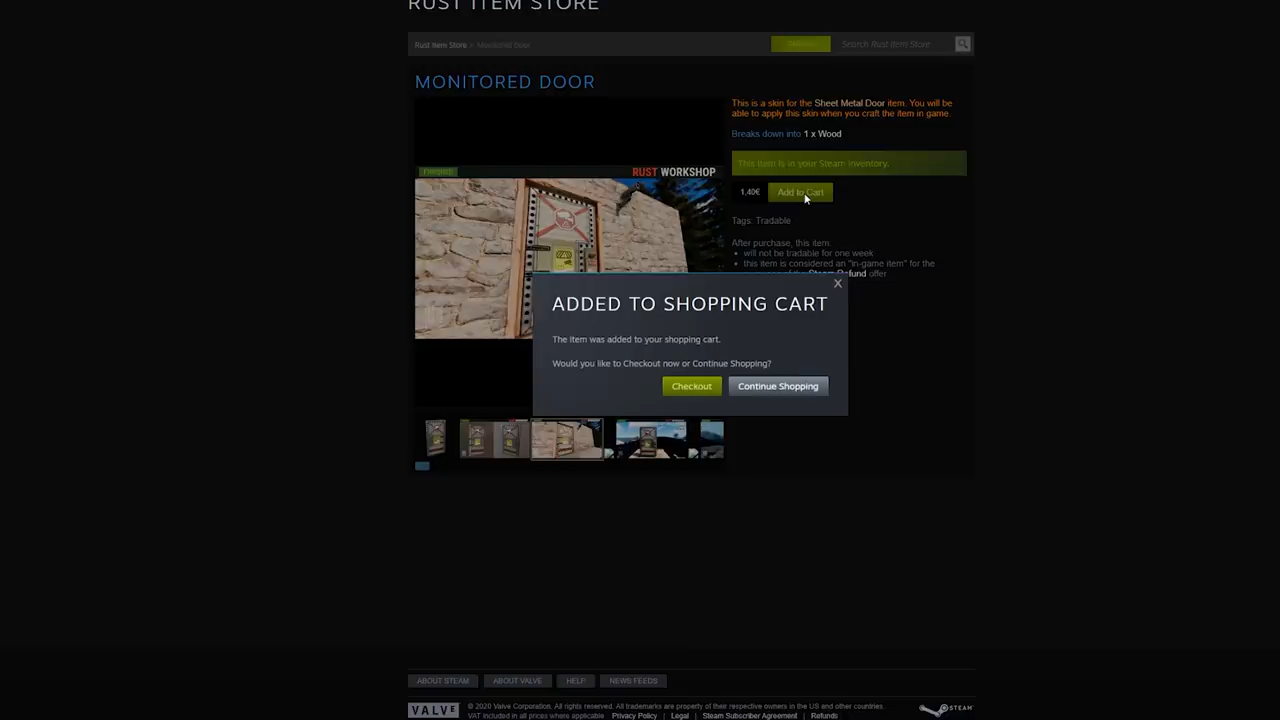 RUST ITEM STORE
Rust Item Store > Monitored Door
Search Rust Item Store
MONITORED DOOR
This is a skin for the Sheet Metal Door item. You will be
able to apply this skin when you craft the item in game.
Breaks down into 1 x Wood
This item is in your Steam inventory.
RUST WORKSHOP
1,40€ Add to Cart
Tags: Tradable
After purchase, this item:
will not be tradable for one week
this item is considered an "in-game item" for the
Steam Refund offer
X
ADDED TO SHOPPING CART
The item was added to your shopping cart.
Would you like to Checkout now or Continue Shopping?
Checkout Continue Shopping
ABOUT STEAM ABOUT VALVE HELP NEWS FEEDS
VALVE
© 2020 Valve Corporation. All rights reserved. All trademarks are property of their respective owners in the US and other countries.
VAT included in all prices where applicable. Privacy Policy | Legal | Steam Subscriber Agreement | Refunds
STEAM